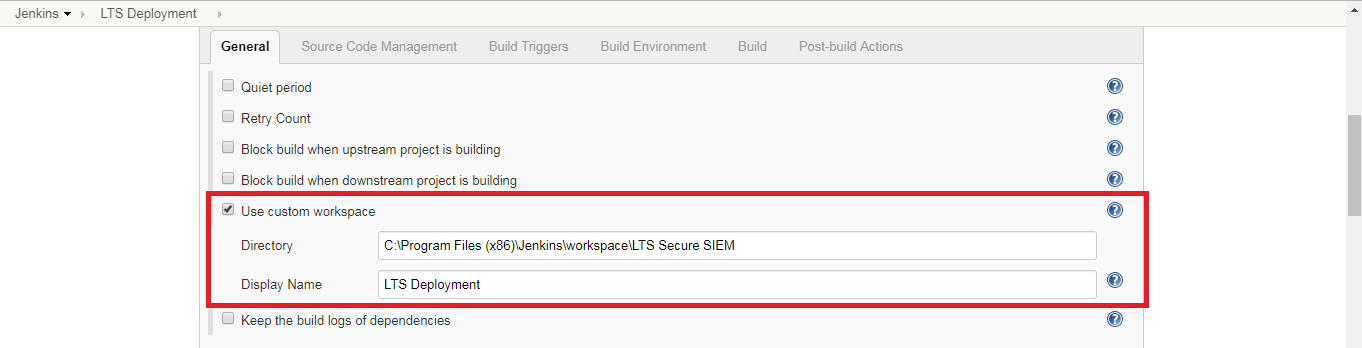 Jenkins LTS Deployment
General Source Code Management Build Triggers Build Environment Build Post-build Actions
Quiet period
Retry Count
Block build when upstream project is building
Block build when downstream project is building
Use custom workspace
Directory C:\Program Files (x86)\Jenkins\workspace\LTS Secure SIEM
Display Name LTS Deployment
Keep the build logs of dependencies